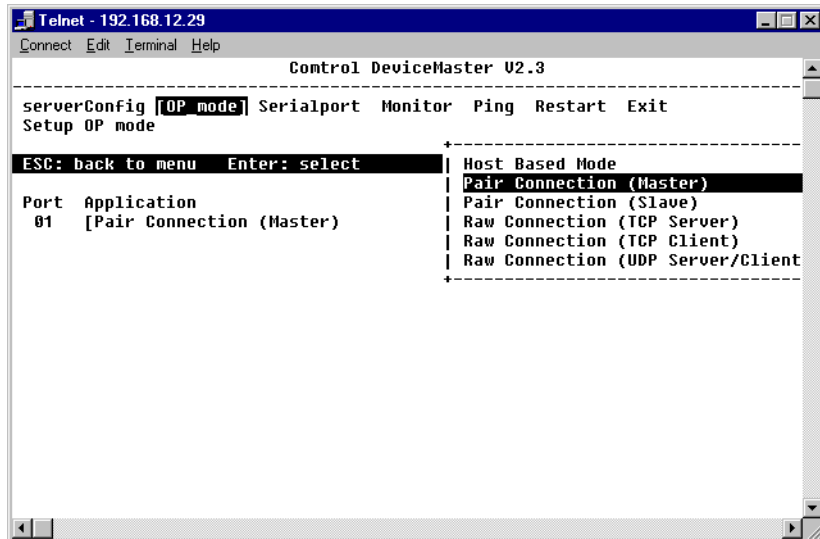 Telnet - 192.168.12.29
Connect Edit Terminal Help
Comtrol DeviceMaster V2.3
serverConfig [OP_mode] Serialport Monitor Ping Restart Exit
Setup OP mode
ESC: back to menu Enter: select
Port Application
01 [Pair Connection (Master)
Host Based Mode
Pair Connection (Master)
Pair Connection (Slave)
Raw Connection (TCP Server)
Raw Connection (TCP Client)
Raw Connection (UDP Server/Client